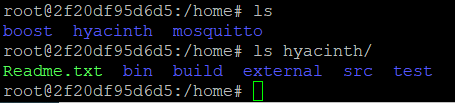 root@2f20df95d6d5:/home# ls
boost  hyacinth  mosquitto
root@2f20df95d6d5:/home# ls hyacinth/
Readme.txt  bin  build  external  src  test
root@2f20df95d6d5:/home#